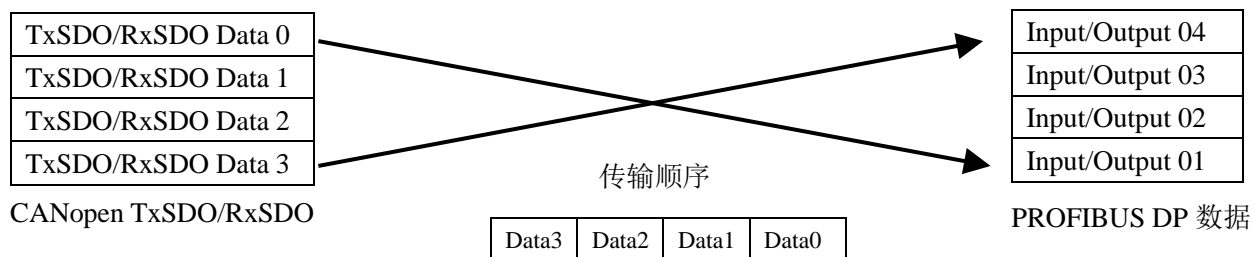 TxSDO/RxSDO Data 0
TxSDO/RxSDO Data 1
TxSDO/RxSDO Data 2
TxSDO/RxSDO Data 3
CANopen TxSDO/RxSDO
传输顺序
Data3 Data2 Data1 Data0
Input/Output 04
Input/Output 03
Input/Output 02
Input/Output 01
PROFIBUS DP 数据